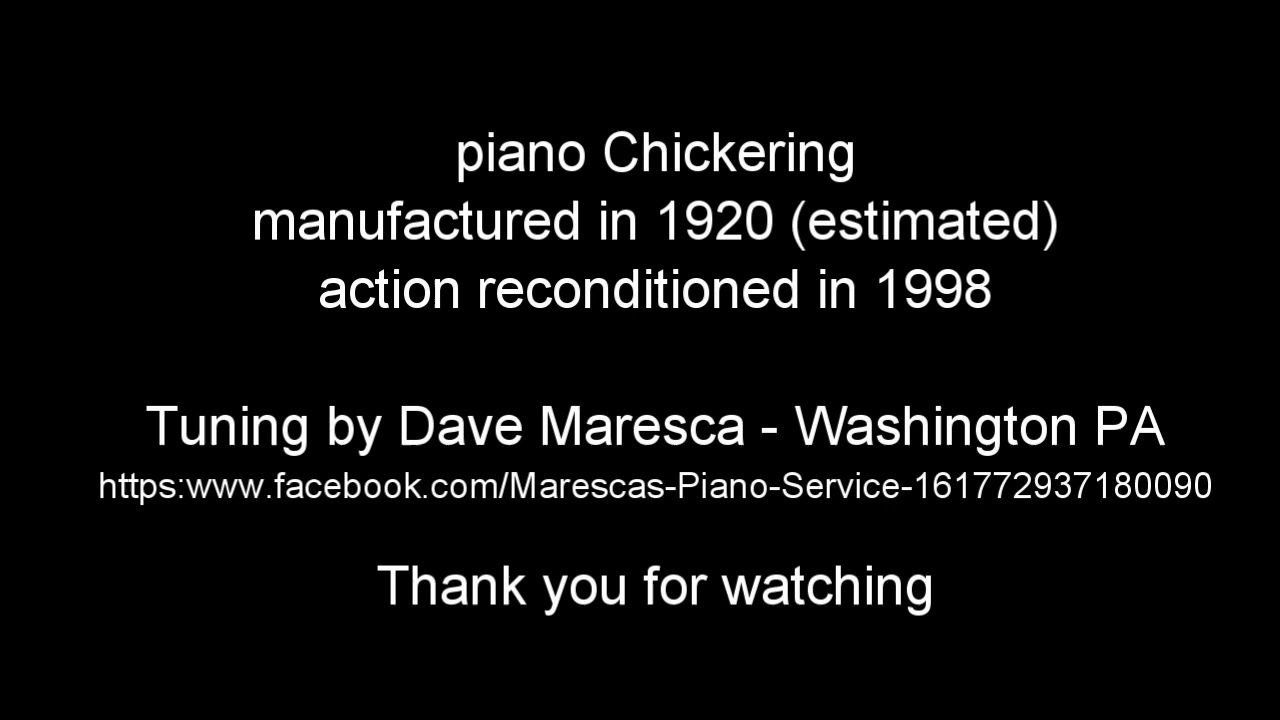 piano Chickering
manufactured in 1920 (estimated)
action reconditioned in 1998
Tuning by Dave Maresca - Washington PA
https:www.facebook.com/Marescas-Piano-Service-161772937180090
Thank you for watching